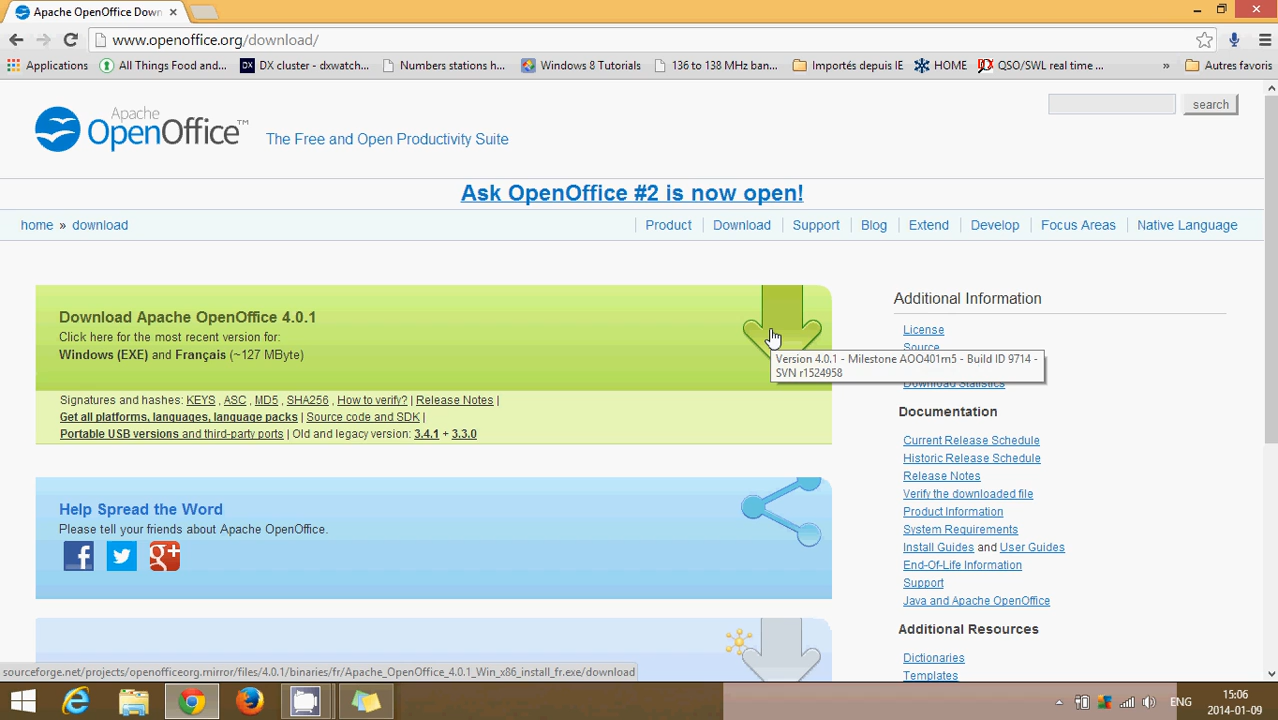 Apache OpenOffice Down
www.openoffice.org/download/
Applications
All Things Food and...
DX cluster - dxwatch...
Numbers stations h...
Windows 8 Tutorials
136 to 138 MHz ban...
Importés depuis IE
HOME
QSO/SWL real time ...
»
Autres favoris
Apache
OpenOffice™
The Free and Open Productivity Suite
search
Ask OpenOffice #2 is now open!
home » download
Product
Download
Support
Blog
Extend
Develop
Focus Areas
Native Language
Download Apache OpenOffice 4.0.1
Click here for the most recent version for:
Windows (EXE) and Français (~127 MByte)
Version 4.0.1 - Milestone AOO401m5 - Build ID 9714 -
SVN r1524958
Signatures and hashes: KEYS , ASC , MD5 , SHA256 , How to verify? | Release Notes |
Get all platforms, languages, language packs | Source code and SDK |
Portable USB versions and third-party ports | Old and legacy version: 3.4.1 + 3.3.0
Help Spread the Word
Please tell your friends about Apache OpenOffice.
Additional Information
License
Source
Download Statistics
Documentation
Current Release Schedule
Historic Release Schedule
Release Notes
Verify the downloaded file
Product Information
System Requirements
Install Guides and User Guides
End-Of-Life Information
Support
Java and Apache OpenOffice
Additional Resources
Dictionaries
Templates
sourceforge.net/projects/openofficeorg.mirror/files/4.0.1/binaries/fr/Apache_OpenOffice_4.0.1_Win_x86_install_fr.exe/download
ENG
15:06
2014-01-09